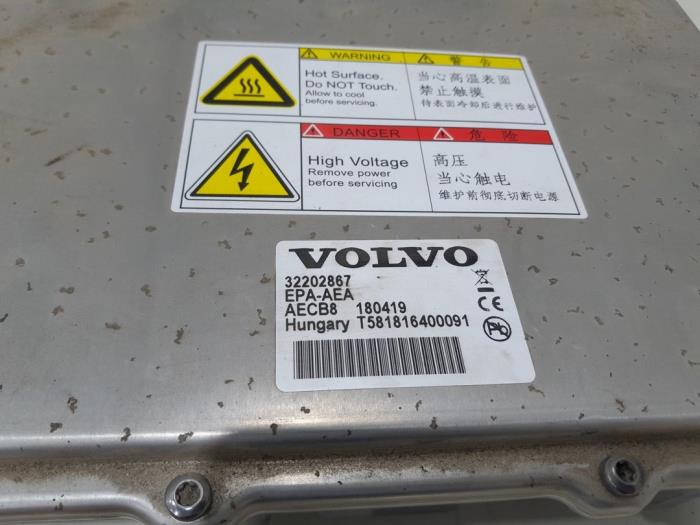 WARNING
警告
Hot Surface.
Do NOT Touch.
Allow to cool
before servicing.
当心高温表面
禁止触摸
待表面冷却后进行维护
DANGER
危险
High Voltage
Remove power
before servicing
高压
当心触电
维护前彻底切断电源
VOLVO
32202867
EPA-AEA
AECB8 180419
Hungary T581816400091
CE
Pb